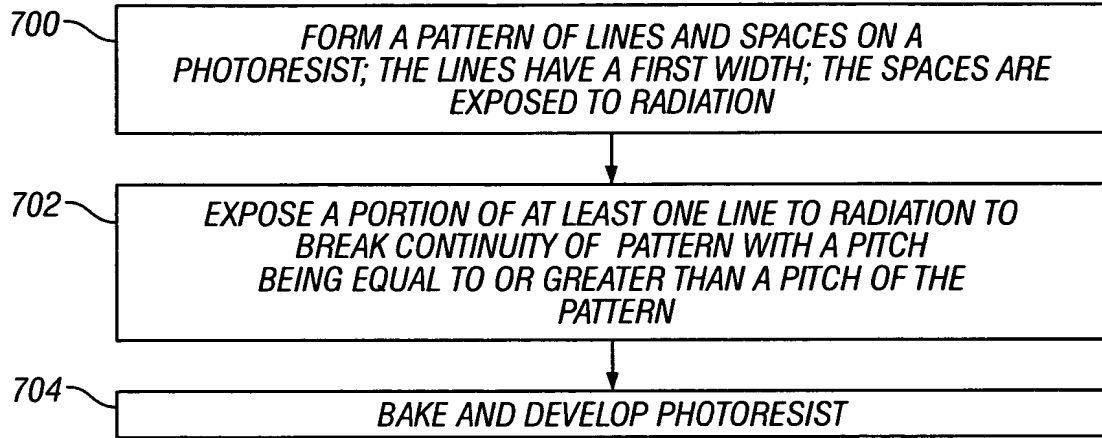 700
FORM A PATTERN OF LINES AND SPACES ON A
PHOTORESIST; THE LINES HAVE A FIRST WIDTH; THE SPACES ARE
EXPOSED TO RADIATION
702
EXPOSE A PORTION OF AT LEAST ONE LINE TO RADIATION TO
BREAK CONTINUITY OF PATTERN WITH A PITCH
BEING EQUAL TO OR GREATER THAN A PITCH OF THE
PATTERN
704
BAKE AND DEVELOP PHOTORESIST